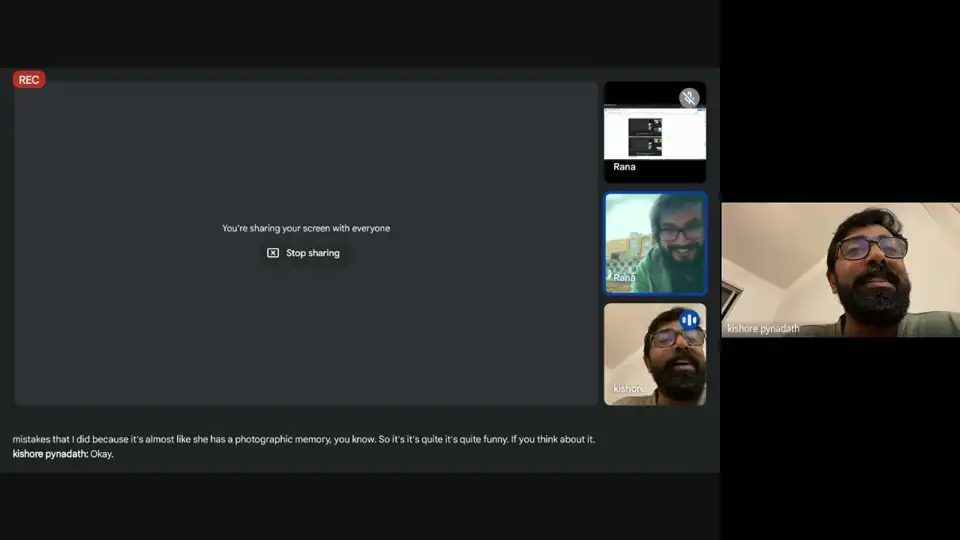 REC
Rana
You're sharing your screen with everyone
Stop sharing
Rana
kishore pynadath
kishore
mistakes that I did because it's almost like she has a photographic memory, you know. So it's it's quite it's quite funny. If you think about it.
kishore pynadath: Okay.